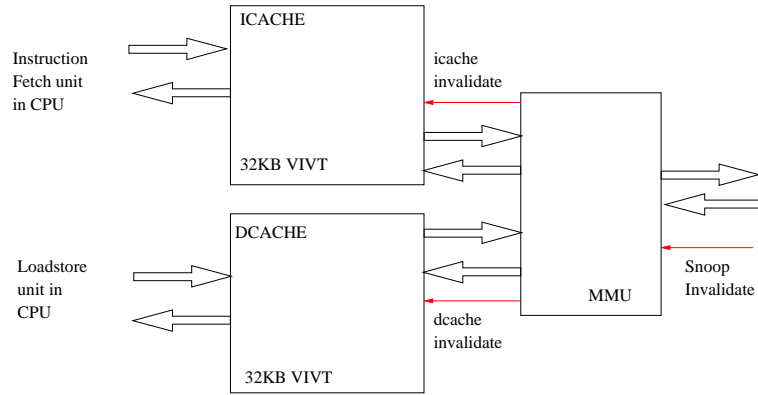 ICACHE
Instruction
Fetch unit
in CPU
icache
invalidate
32KB VIVT
DCACHE
Loadstore
unit in
CPU
Snoop
Invalidate
MMU
dcache
invalidate
32KB VIVT